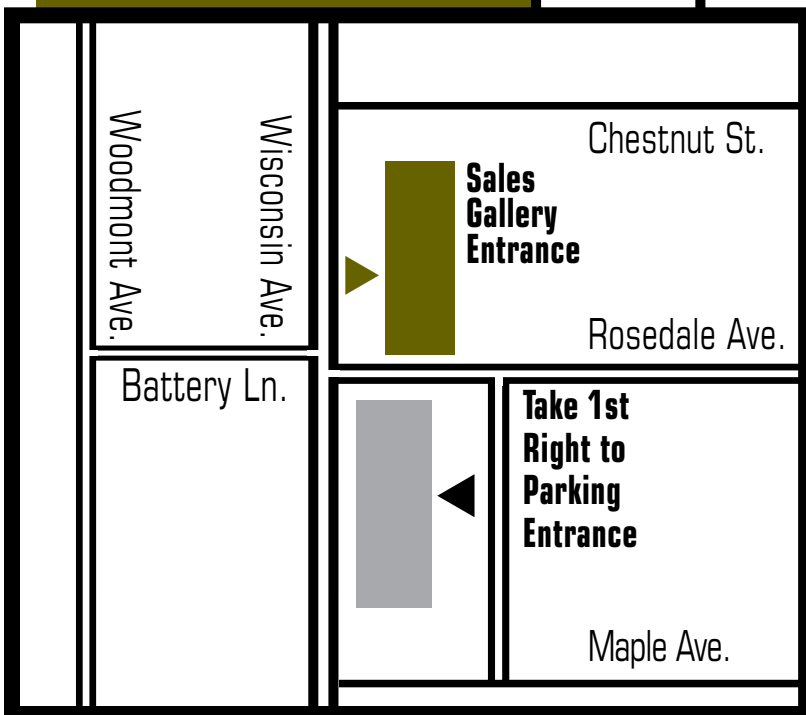 Woodmont Ave.
Wisconsin Ave.
Chestnut St.
Sales
Gallery
Entrance
Rosedale Ave.
Battery Ln.
Take 1st
Right to
Parking
Entrance
Maple Ave.